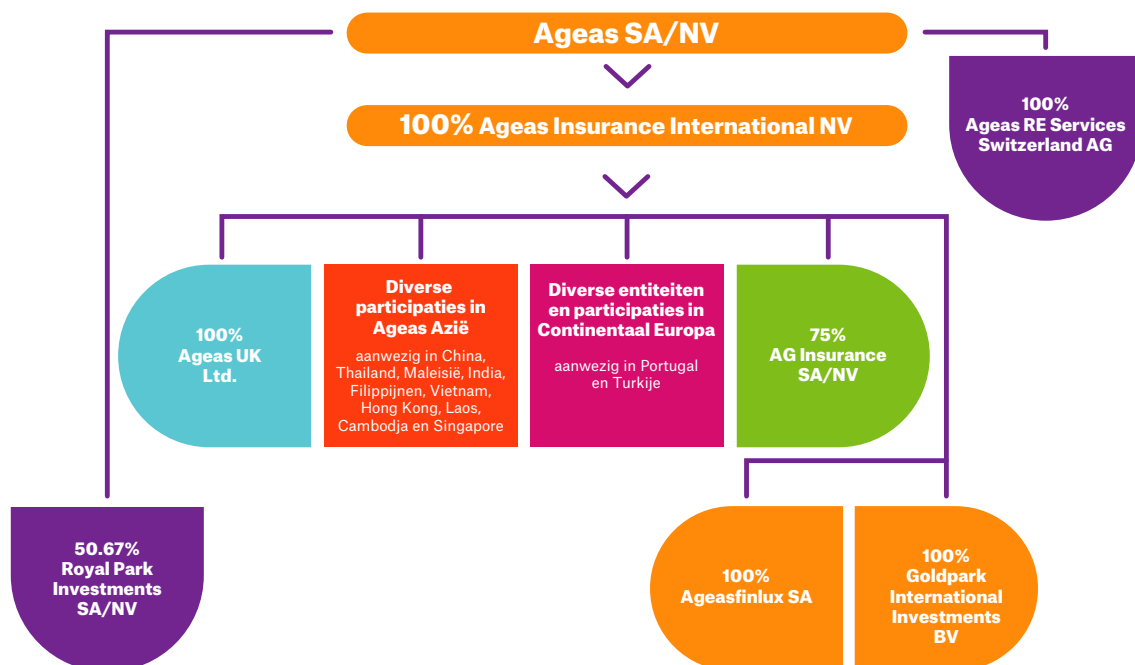 Ageas SA/NV
100% Ageas Insurance International NV
100%
Ageas RE Services
Switzerland AG
100%
Ageas UK
Ltd.
Diverse
participaties in
Ageas Azië
aanwezig in China,
Thailand, Maleisië, India,
Filippijnen, Vietnam,
Hong Kong, Laos,
Cambodja en Singapore
Diverse entiteiten
en participaties in
Continentaal Europa
aanwezig in Portugal
en Turkije
75%
AG Insurance
SA/NV
50.67%
Royal Park
Investments
SA/NV
100%
Ageasfinlux SA
100%
Goldpark
International
Investments
BV